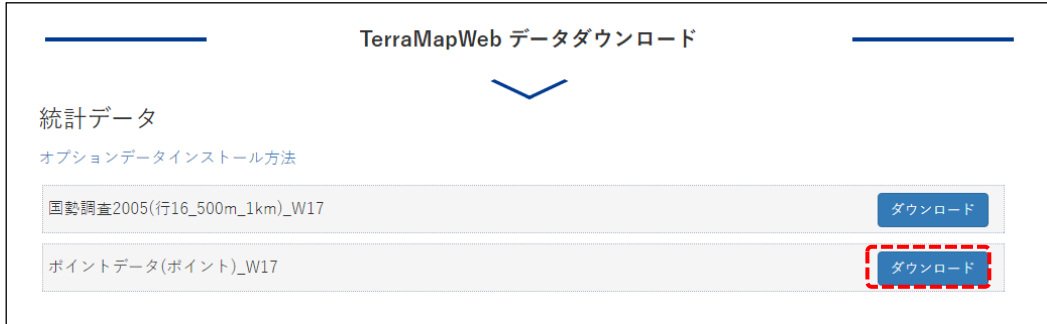 TerraMapWeb データダウンロード
統計データ
オプションデータインストール方法
国勢調査2005(行16_500m_1km)_W17
ダウンロード
ポイントデータ(ポイント)_W17
ダウンロード